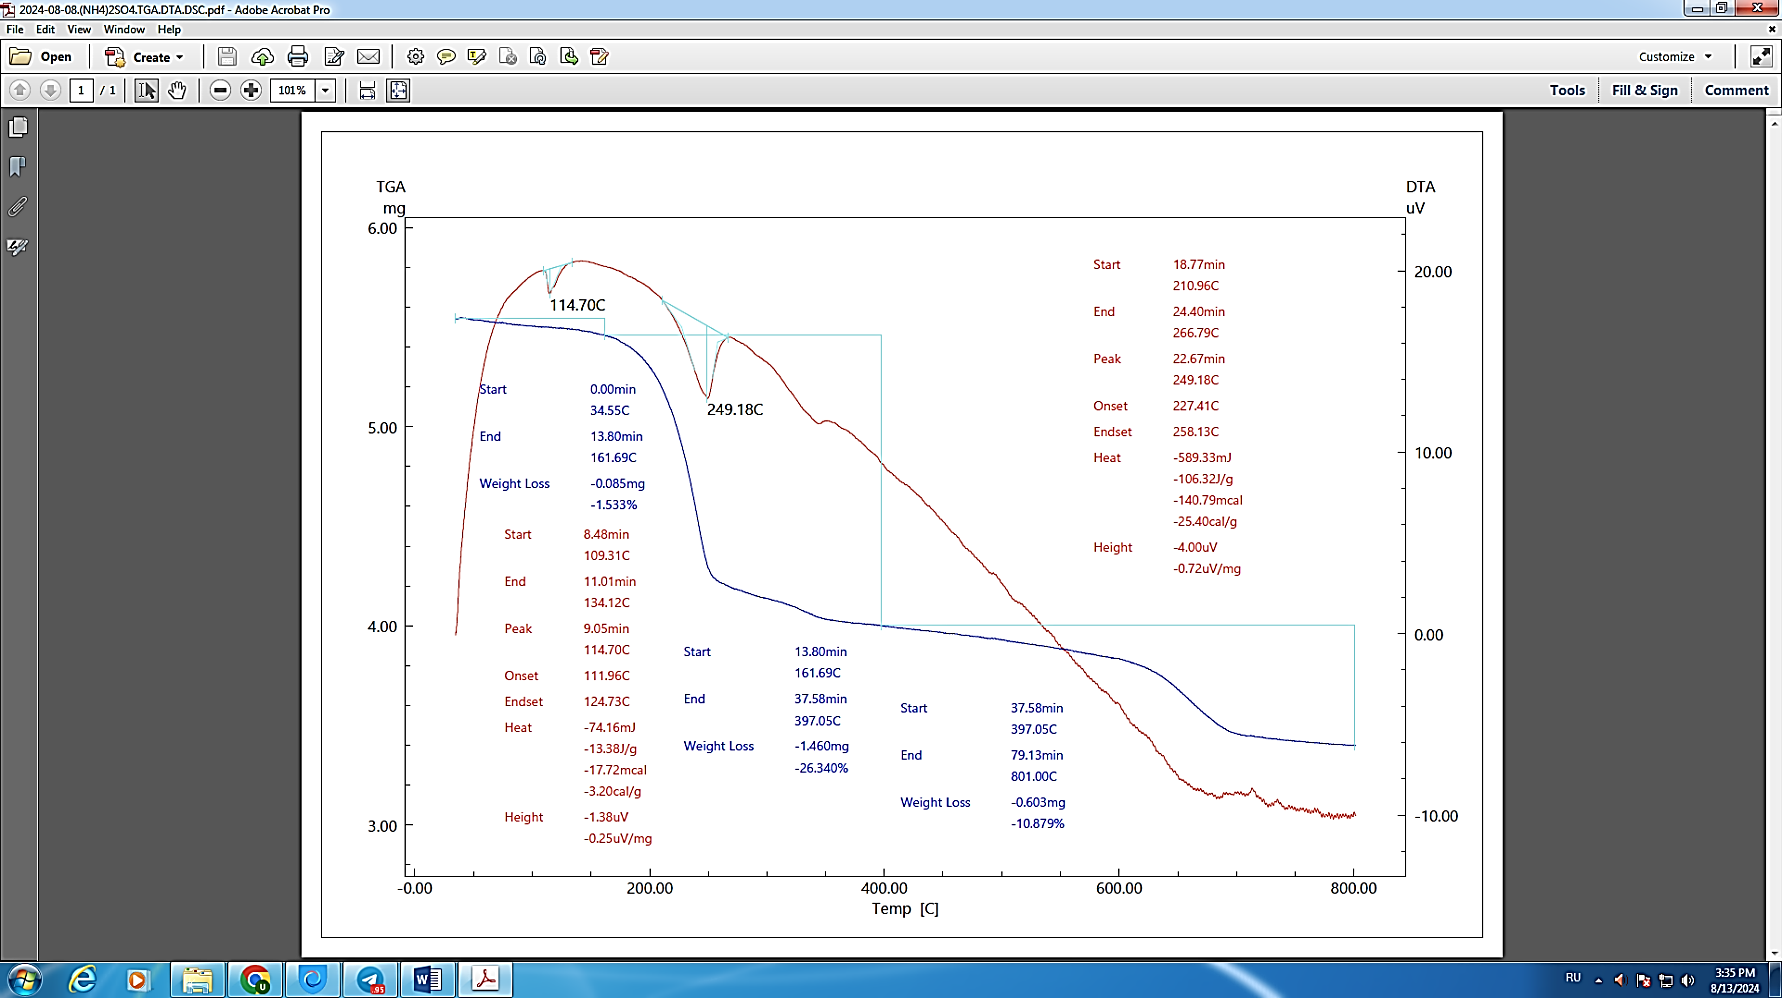 2024-08-08.(NH4)2SO4.TGA.DTA.DSC.pdf - Adobe Acrobat Pro
File Edit View Window Help
Open Create Customize
1 / 1 101% Tools Fill & Sign Comment
TGA
mg
DTA
uV
6.00
5.00
4.00
3.00
20.00
10.00
0.00
-10.00
114.70C
249.18C
Start 0.00min
34.55C
End 13.80min
161.69C
Weight Loss -0.085mg
-1.533%
Start 8.48min
109.31C
End 11.01min
134.12C
Peak 9.05min
114.70C
Onset 111.96C
Endset 124.73C
Heat -74.16mJ
-13.38J/g
-17.72mcal
-3.20cal/g
Height -1.38uV
-0.25uV/mg
Start 13.80min
161.69C
End 37.58min
397.05C
Weight Loss -1.460mg
-26.340%
Start 37.58min
397.05C
End 79.13min
801.00C
Weight Loss -0.603mg
-10.879%
Start 18.77min
210.96C
End 24.40min
266.79C
Peak 22.67min
249.18C
Onset 227.41C
Endset 258.13C
Heat -589.33mJ
-106.32J/g
-140.79mcal
-25.40cal/g
Height -4.00uV
-0.72uV/mg
-0.00 200.00 400.00 600.00 800.00
Temp [C]
RU
3:35 PM
8/13/2024